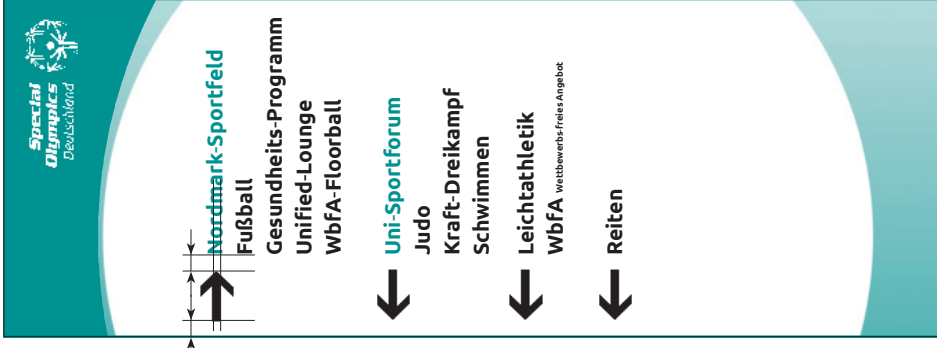 Special
Olympics
Deutschland
Nordmark-Sportfeld
Fußball
Gesundheits-Programm
Unified-Lounge
WbfA-Floorball
Uni-Sportforum
Judo
Kraft-Dreikampf
Schwimmen
Leichtathletik
WbfA Wettbewerbs-freies Angebot
Reiten